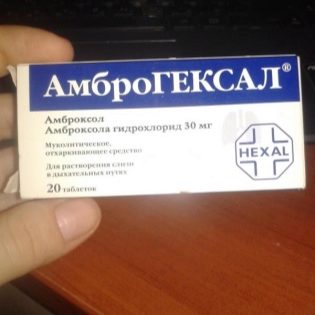 АмброГЕКСАЛ®
Амброксол
Амброксола гидрохлорид 30 мг
Муколитическое,
отхаркивающее средство
Для растворения слизи
в дыхательных путях
20 таблеток
HEXAL